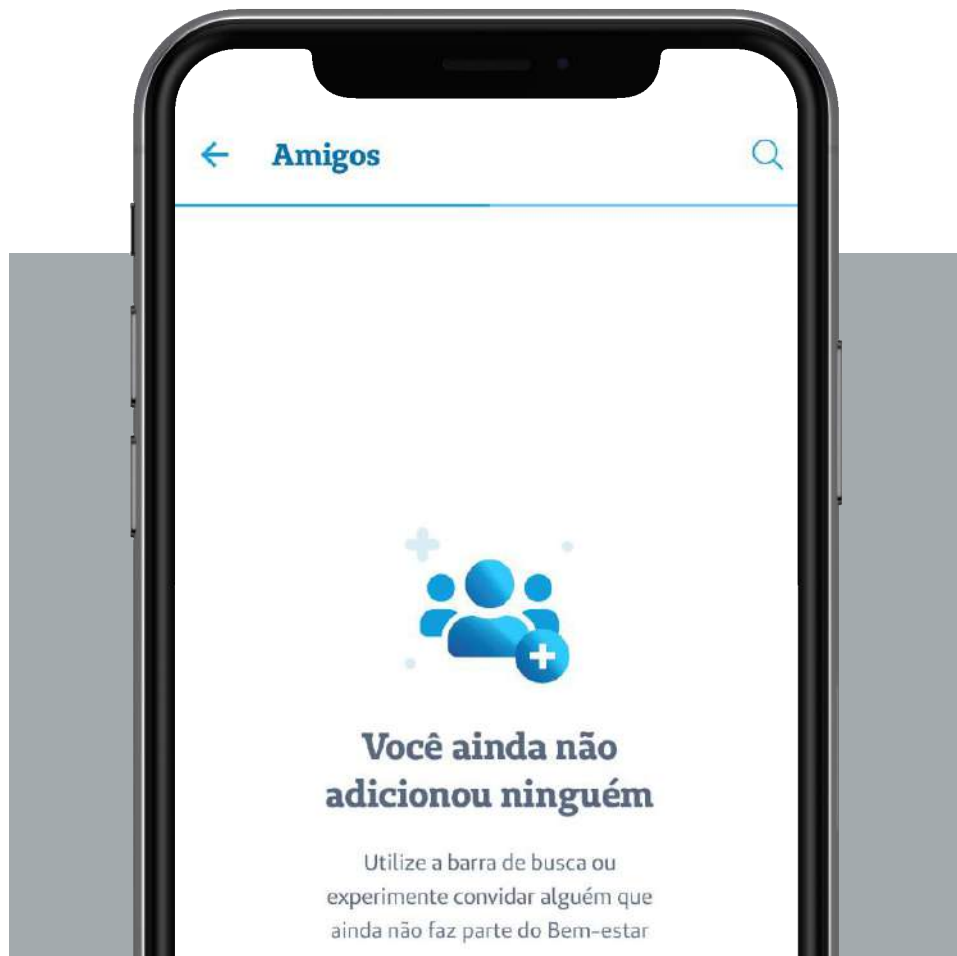 Amigos
Você ainda não
adicionou ninguém
Utilize a barra de busca ou
experimente convidar alguém que
ainda não faz parte do Bem-estar